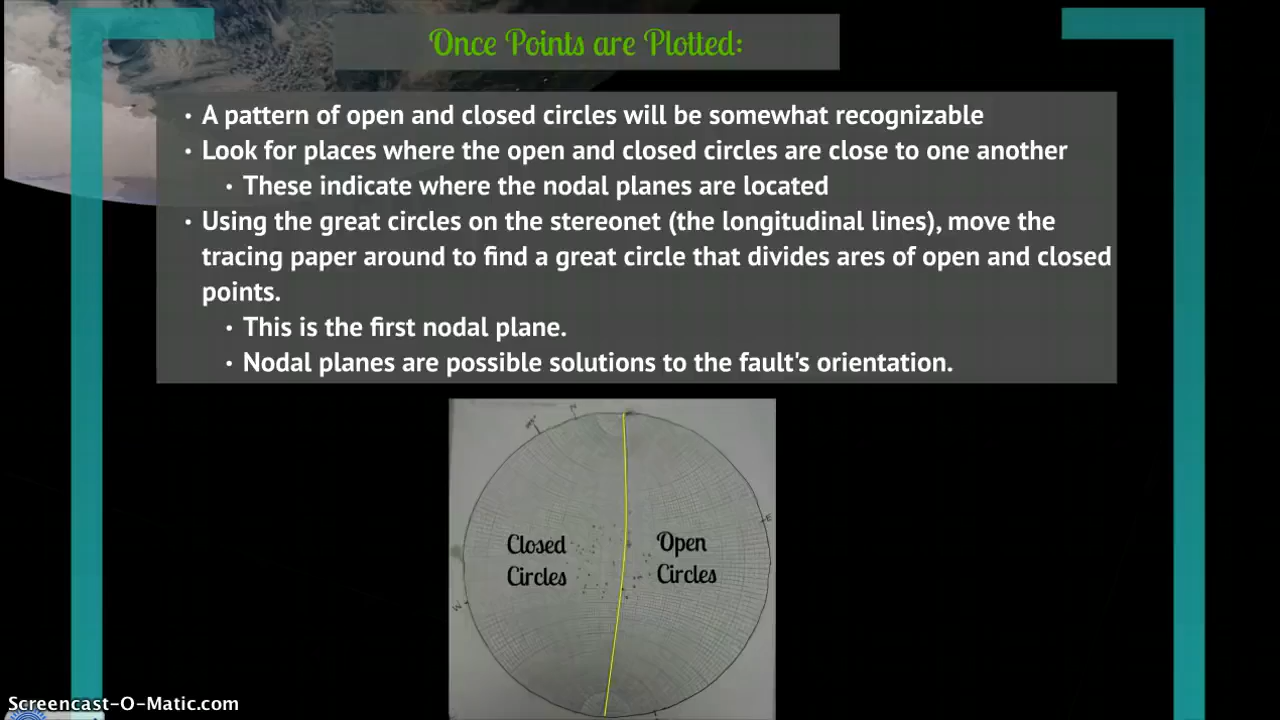 Once Points are Plotted:
• A pattern of open and closed circles will be somewhat recognizable
• Look for places where the open and closed circles are close to one another
• These indicate where the nodal planes are located
• Using the great circles on the stereonet (the longitudinal lines), move the
tracing paper around to find a great circle that divides ares of open and closed
points.
• This is the first nodal plane.
• Nodal planes are possible solutions to the fault's orientation.
N
E
Closed
Circles
Open
Circles
W
Screencast-O-Matic.com